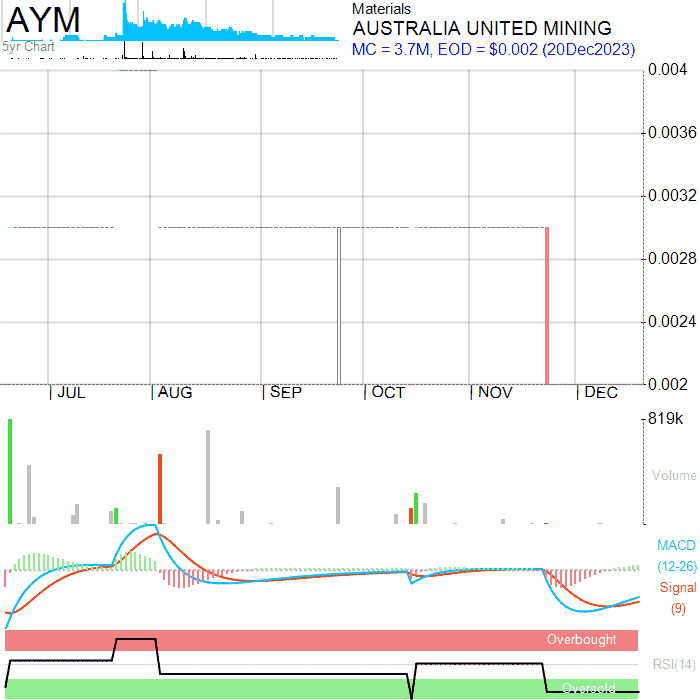 AYM
5yr Chart
Materials
AUSTRALIA UNITED MINING
MC = 3.7M, EOD = $0.002 (20Dec2023)
0.004
0.0036
0.0032
0.0028
0.0024
0.002
JUL AUG SEP OCT NOV DEC
819k
Volume
MACD
(12-26)
Signal
(9)
Overbought
RSI(14)
Oversold